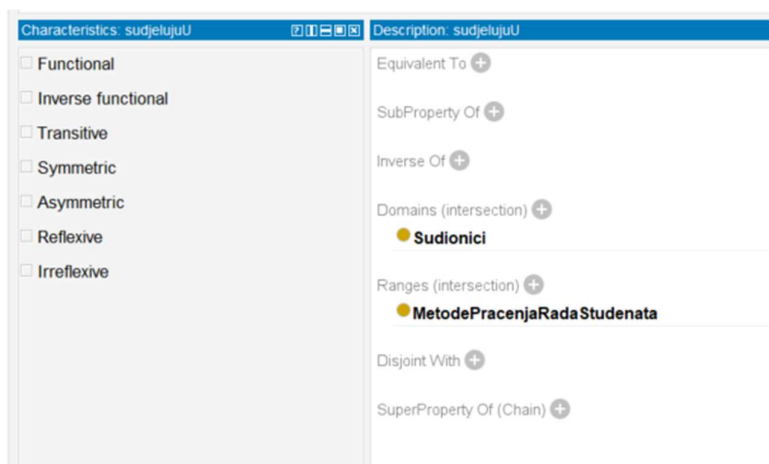 Characteristics: sudjelujuU
Functional
Inverse functional
Transitive
Symmetric
Asymmetric
Reflexive
Irreflexive
Description: sudjelujuU
Equivalent To
SubProperty Of
Inverse Of
Domains (intersection)
Sudionici
Ranges (intersection)
MetodePracenjaRadaStudenata
Disjoint With
SuperProperty Of (Chain)